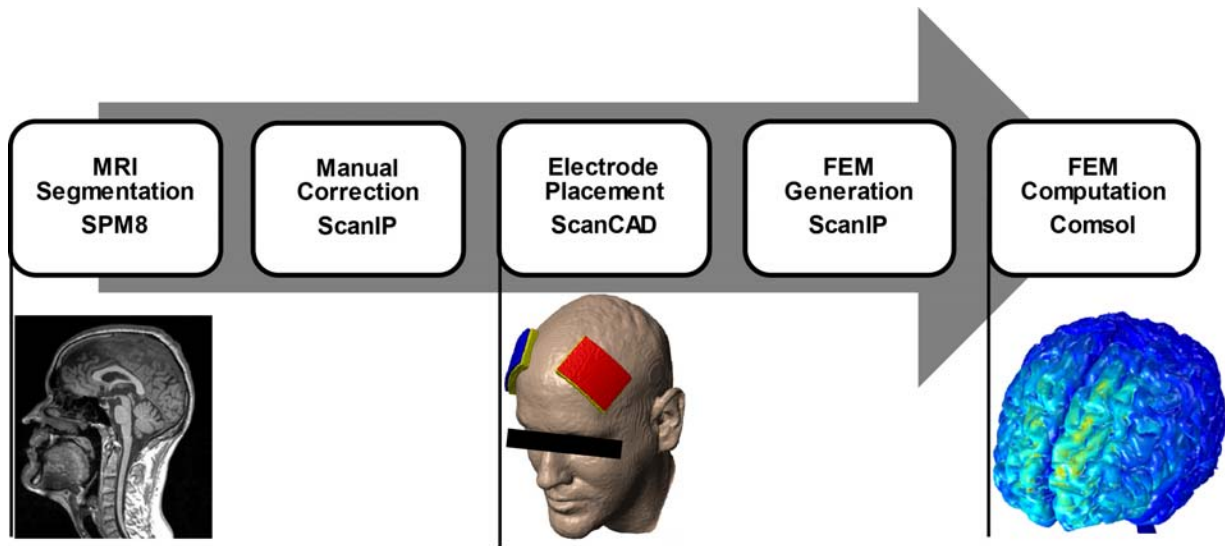 MRI
Segmentation
SPM8
Manual
Correction
ScanIP
Electrode
Placement
ScanCAD
FEM
Generation
ScanIP
FEM
Computation
Comsol